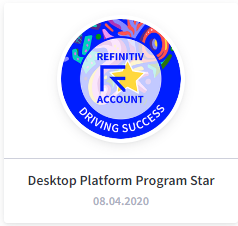 REFINITIV
ACCOUNT
DRIVING SUCCESS
Desktop Platform Program Star
08.04.2020